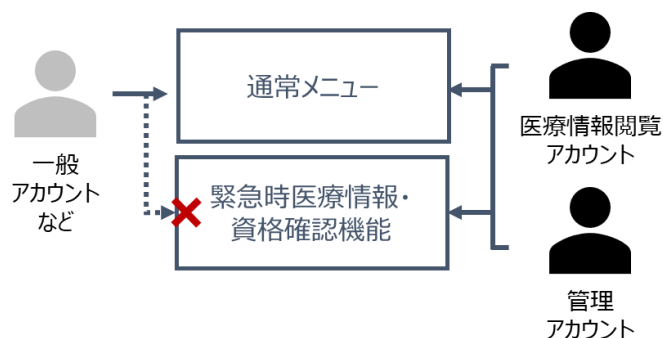 一般
アカウント
など
通常メニュー
緊急時医療情報・
資格確認機能
医療情報閲覧
アカウント
管理
アカウント